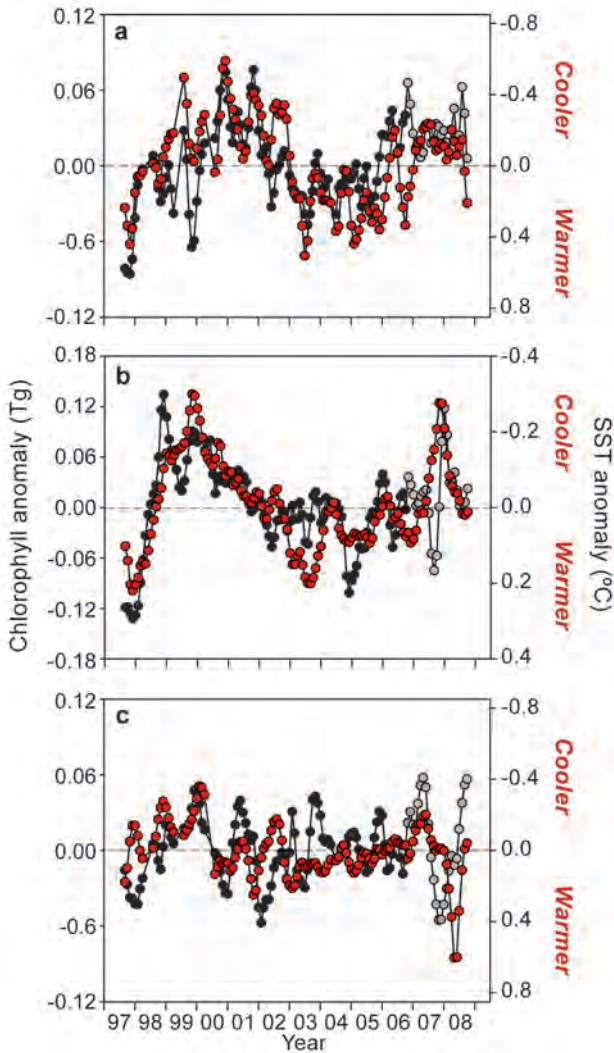 a
0.12
0.06
0.00
-0.6
-0.12
-0.8
-0.4
0.0
0.4
0.8
Cooler
Warmer
b
0.18
0.12
0.06
0.00
-0.06
-0.12
-0.18
-0.4
-0.2
0.0
0.2
0.4
Cooler
Warmer
Chlorophyll anomaly (Tg)
SST anomaly (ºC)
c
0.12
0.06
0.00
-0.6
-0.12
-0.8
-0.4
0.0
0.4
0.8
Cooler
Warmer
97 98 99 00 01 02 03 04 05 06 07 08
Year